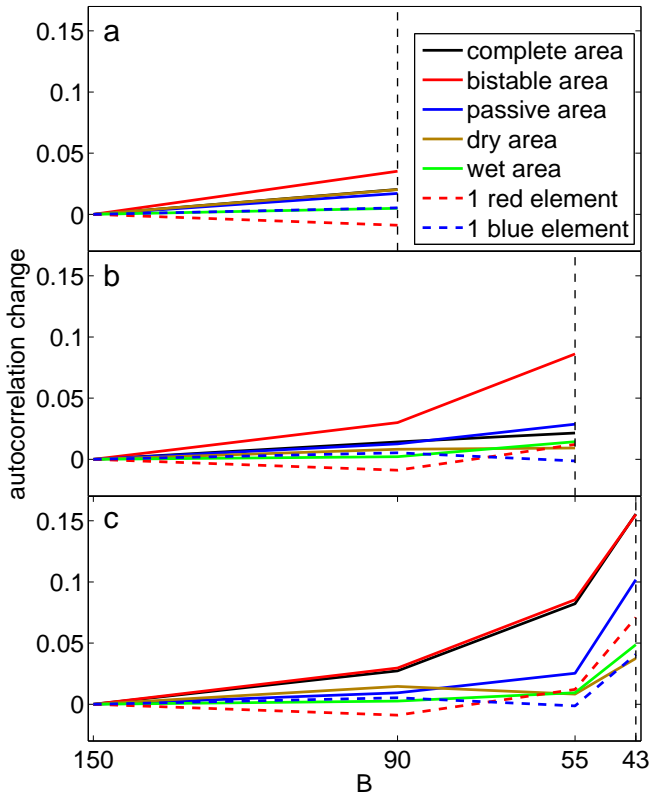 a
0.15
0.1
0.05
0
complete area
bistable area
passive area
dry area
wet area
1 red element
1 blue element
b
0.15
0.1
0.05
0
autocorrelation change
c
0.15
0.1
0.05
0
150 90 55 43
B